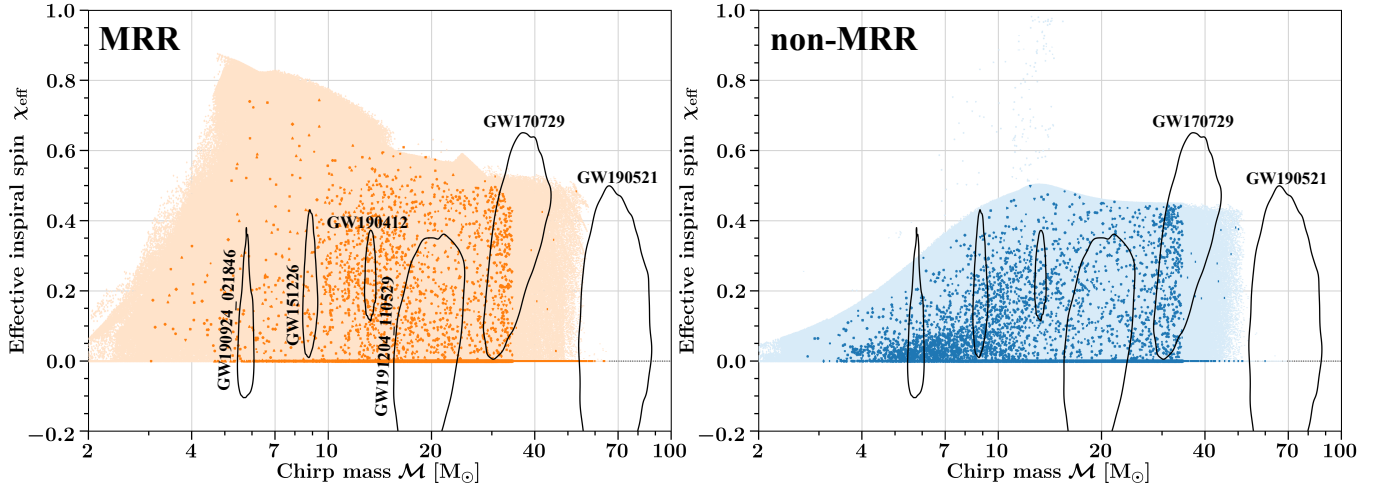 MRR
Effective inspiral spin χeff
1.0
0.8
0.6
0.4
0.2
0.0
−0.2
GW170729
GW190521
GW190412
GW190924_021846
GW151226
GW191204_110529
2
4
7
10
20
40
70
100
Chirp mass ℳ [M⊙]
non-MRR
Effective inspiral spin χeff
1.0
0.8
0.6
0.4
0.2
0.0
−0.2
GW170729
GW190521
2
4
7
10
20
40
70
100
Chirp mass ℳ [M⊙]